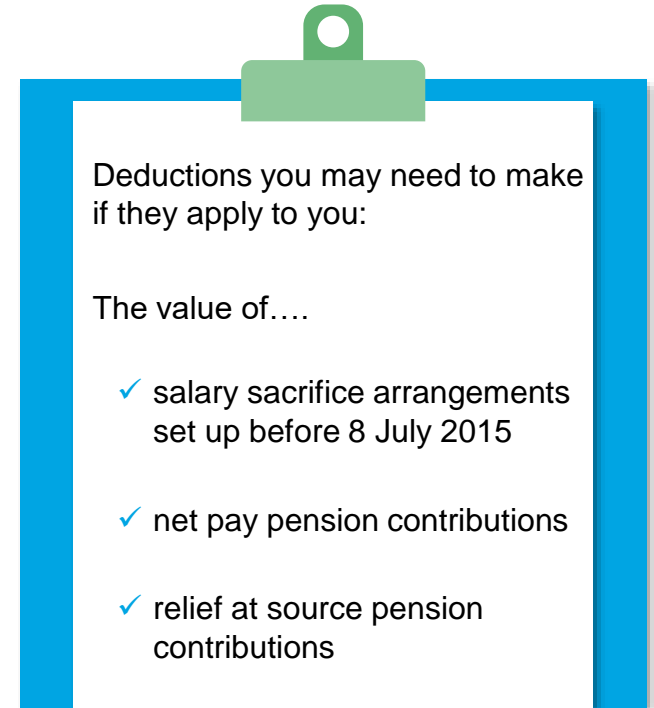 Deductions you may need to make
if they apply to you:
The value of….
✓ salary sacrifice arrangements
set up before 8 July 2015
✓ net pay pension contributions
✓ relief at source pension
contributions